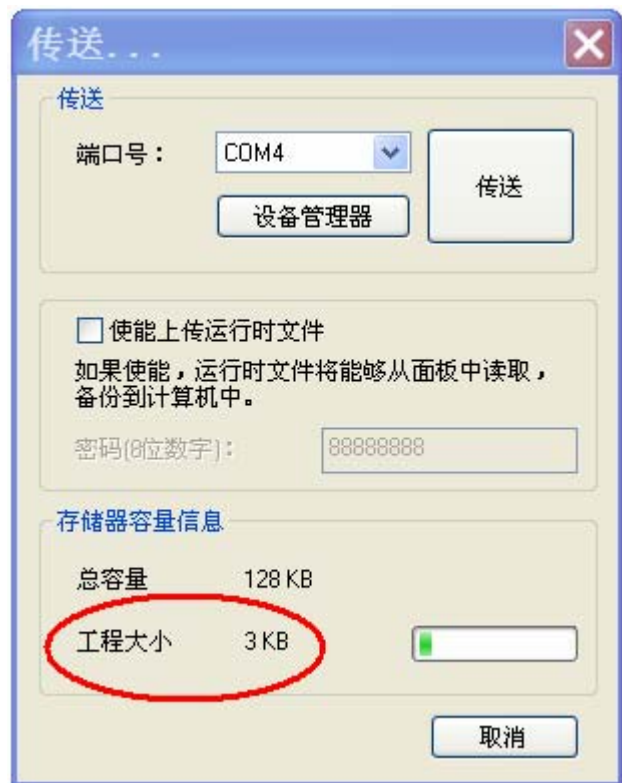 传送...
传送
端口号：
COM4
传送
设备管理器
使能上传运行时文件
如果使能，运行时文件将能够从面板中读取，
备份到计算机中。
密码(8位数字)：
88888888
存储器容量信息
总容量 128 KB
工程大小 3 KB
取消